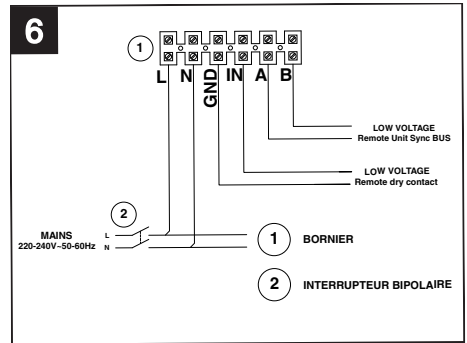 6
1
L N GND IN A B
LOW VOLTAGE
Remote Unit Sync BUS
LOW VOLTAGE
Remote dry contact
2
MAINS
220-240V~50-60Hz
L
N
1 BORNIER
2 INTERRUPTEUR BIPOLAIRE